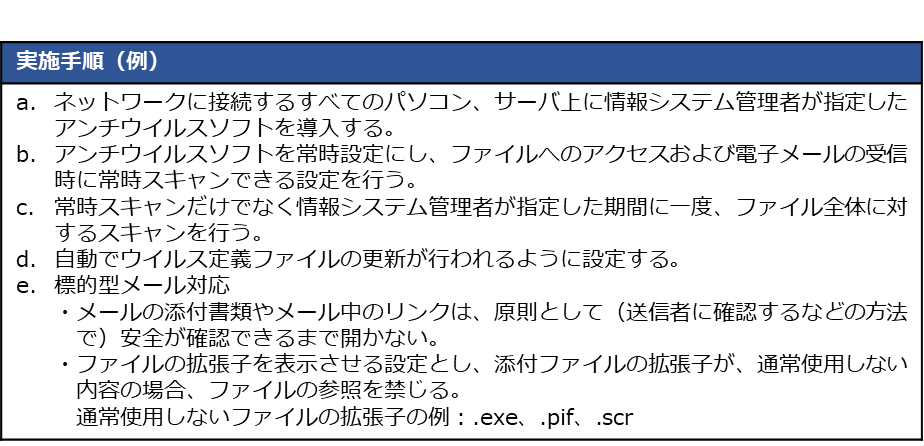 実施手順（例）
a. ネットワークに接続するすべてのパソコン、サーバ上に情報システム管理者が指定した
アンチウイルスソフトを導入する。
b. アンチウイルスソフトを常時設定にし、ファイルへのアクセスおよび電子メールの受信
時に常時スキャンできる設定を行う。
c. 常時スキャンだけでなく情報システム管理者が指定した期間に一度、ファイル全体に対
するスキャンを行う。
d. 自動でウイルス定義ファイルの更新が行われるように設定する。
e. 標的型メール対応
・メールの添付書類やメール中のリンクは、原則として（送信者に確認するなどの方法
で）安全が確認できるまで開かない。
・ファイルの拡張子を表示させる設定とし、添付ファイルの拡張子が、通常使用しない
内容の場合、ファイルの参照を禁じる。
通常使用しないファイルの拡張子の例：.exe、.pif、.scr